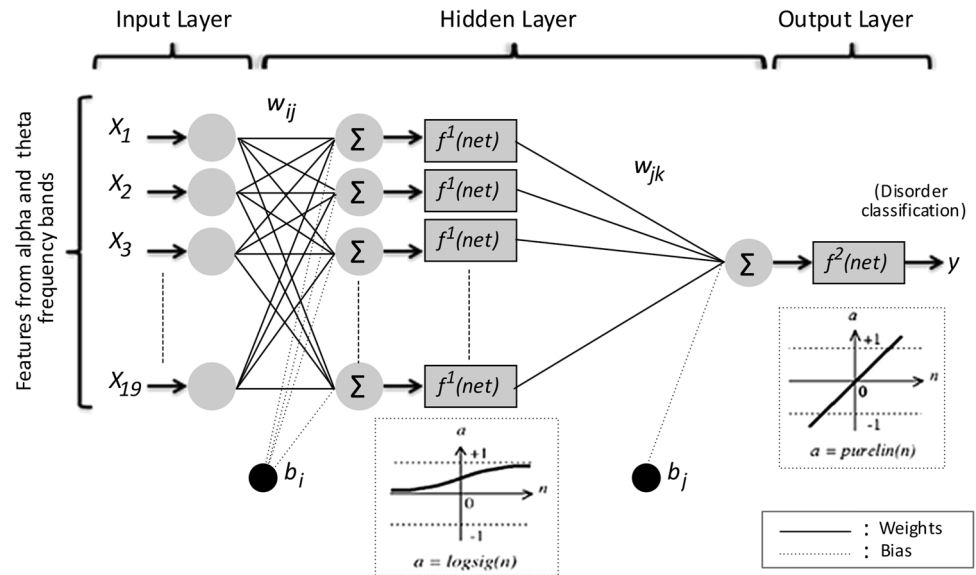 Input Layer
Hidden Layer
Output Layer
Features from alpha and theta
frequency bands
X1
X2
X3
X19
wij
Σ
Σ
Σ
Σ
f1(net)
f1(net)
f1(net)
f1(net)
wjk
Σ
f2(net)
y
(Disorder
classification)
bi
bj
a
+1
n
0
-1
a = logsig(n)
a
+1
n
0
-1
a = purelin(n)
: Weights
: Bias